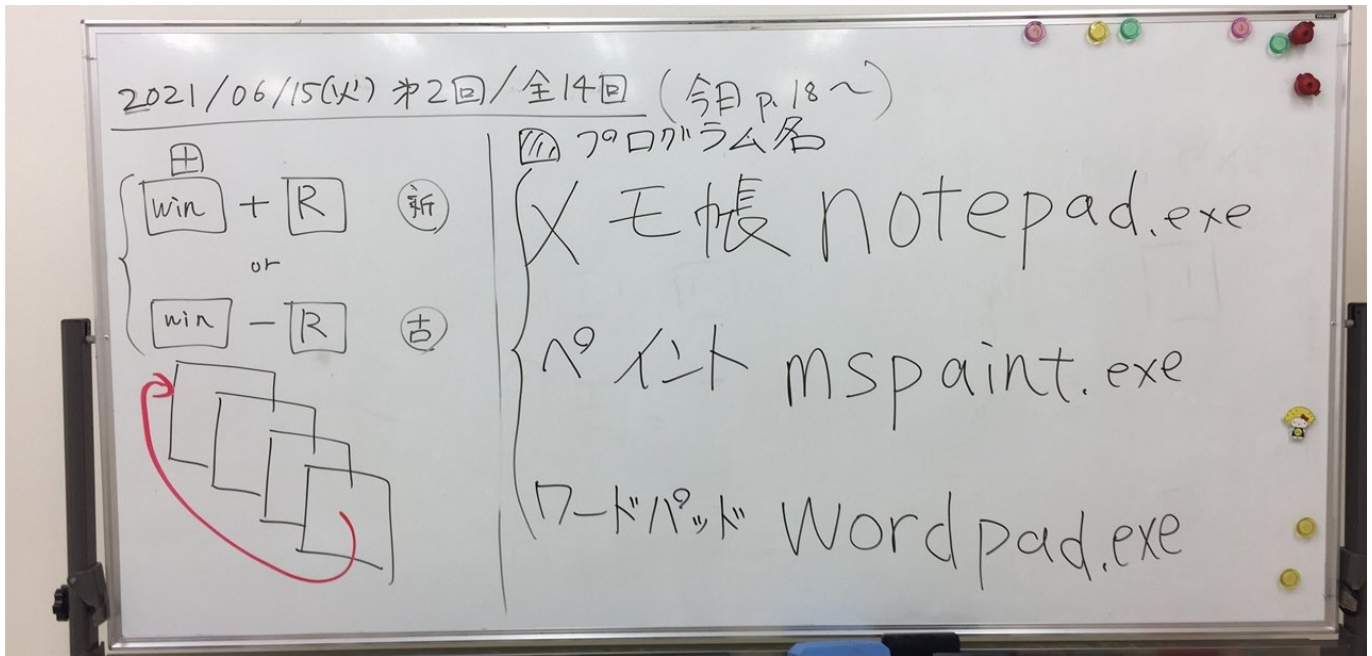 2021/06/15(火) 第2回/全14回 (今日 p.18〜)
win + R 新
or
win - R 古
プログラム名
メモ帳 notepad.exe
ペイント mspaint.exe
ワードパッド Wordpad.exe